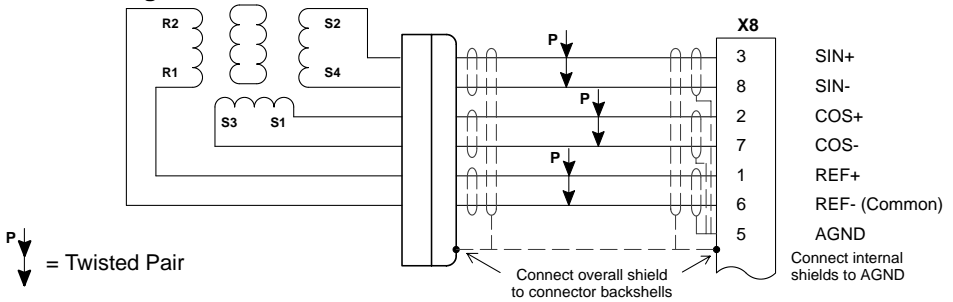 R2
S2
X8
R1
S4
S3 S1
P
P
P
3 SIN+
8 SIN-
2 COS+
7 COS-
1 REF+
6 REF- (Common)
5 AGND
P
= Twisted Pair
Connect overall shield
to connector backshells
Connect internal
shields to AGND